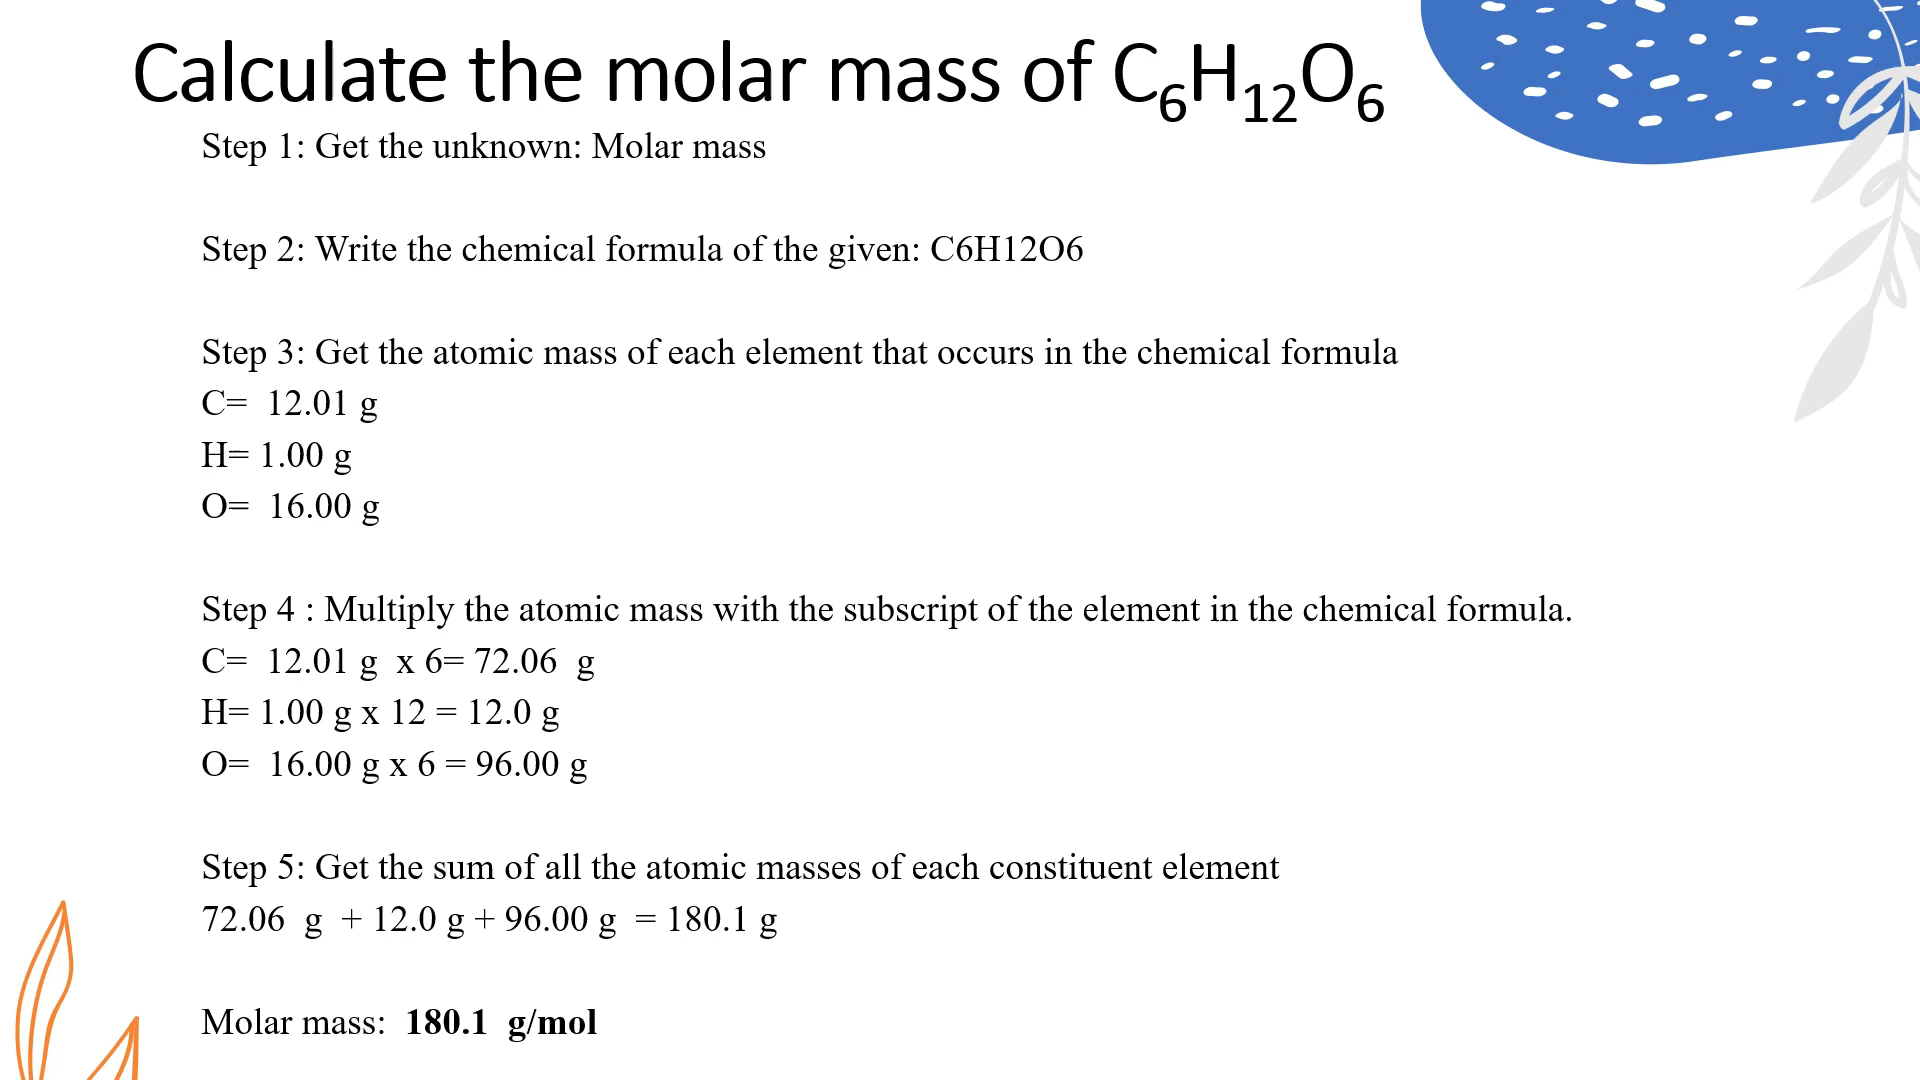 Calculate the molar mass of C₆H₁₂O₆
Step 1: Get the unknown: Molar mass
Step 2: Write the chemical formula of the given: C6H12O6
Step 3: Get the atomic mass of each element that occurs in the chemical formula
C=  12.01 g
H= 1.00 g
O=  16.00 g
Step 4 : Multiply the atomic mass with the subscript of the element in the chemical formula.
C=  12.01 g  x 6= 72.06  g
H= 1.00 g x 12 = 12.0 g
O=  16.00 g x 6 = 96.00 g
Step 5: Get the sum of all the atomic masses of each constituent element
72.06  g  + 12.0 g + 96.00 g  = 180.1 g
Molar mass:  180.1  g/mol